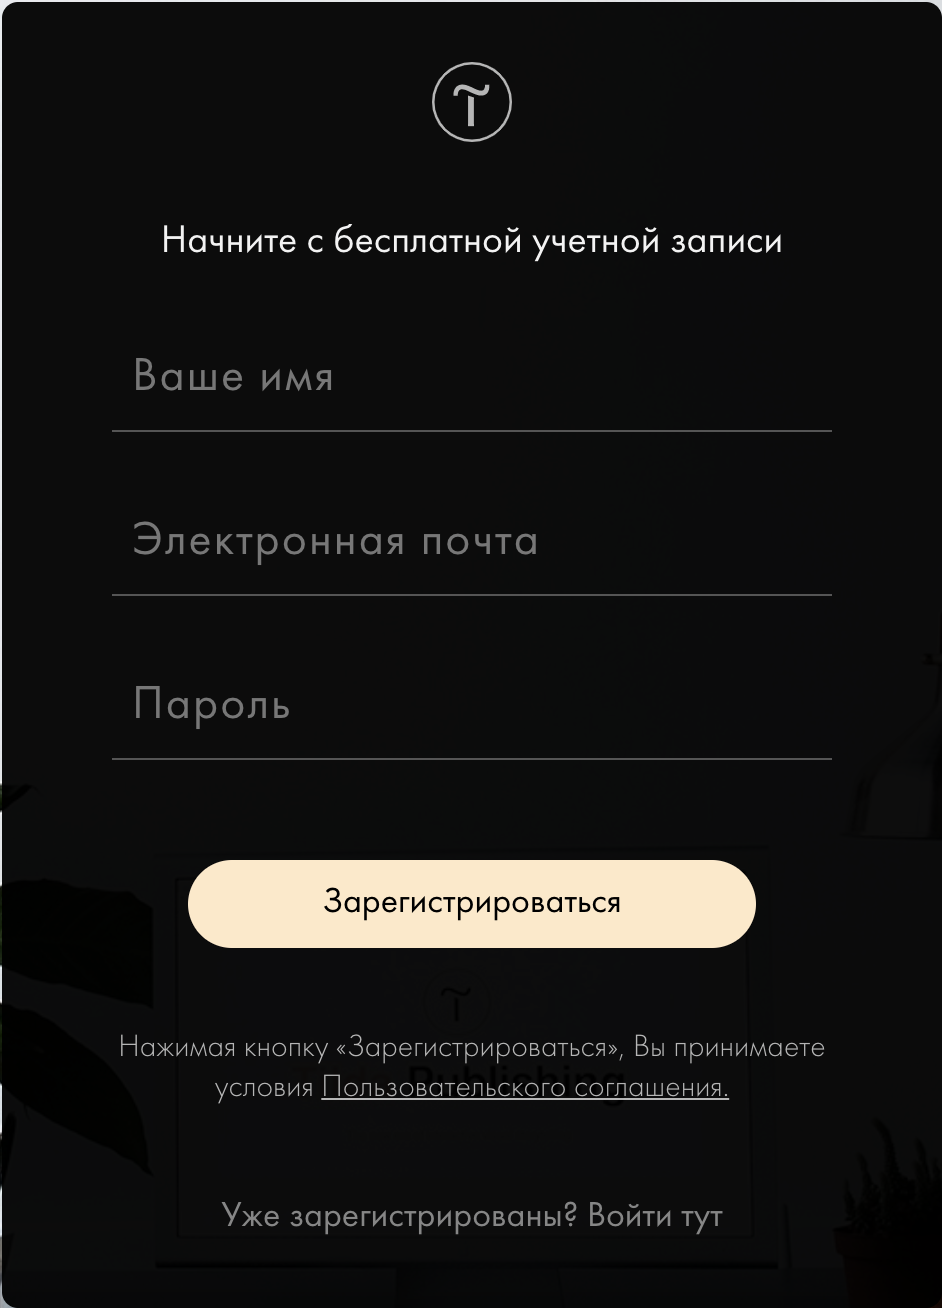 Начните с бесплатной учетной записи
Ваше имя
Электронная почта
Пароль
Зарегистрироваться
Нажимая кнопку «Зарегистрироваться», Вы принимаете
условия Пользовательского соглашения.
Уже зарегистрированы? Войти тут